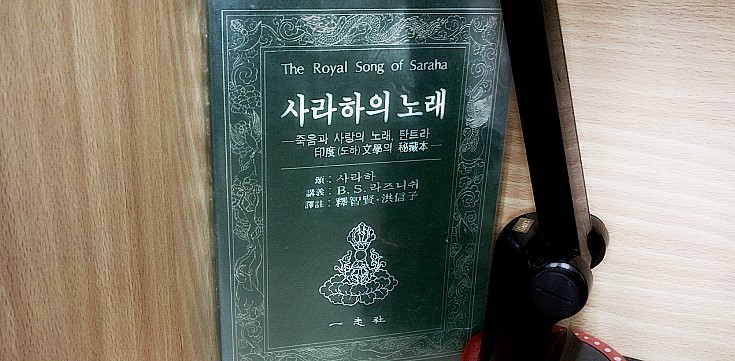 The Royal Song of Saraha
사라하의 노래
—죽음과 사랑의 노래, 탄트라
印度(도하)文學의 秘藏本—
頌 : 사라하
講義 : B. S. 라즈니쉬
譯註 : 釋智賢·洪信子
一志社